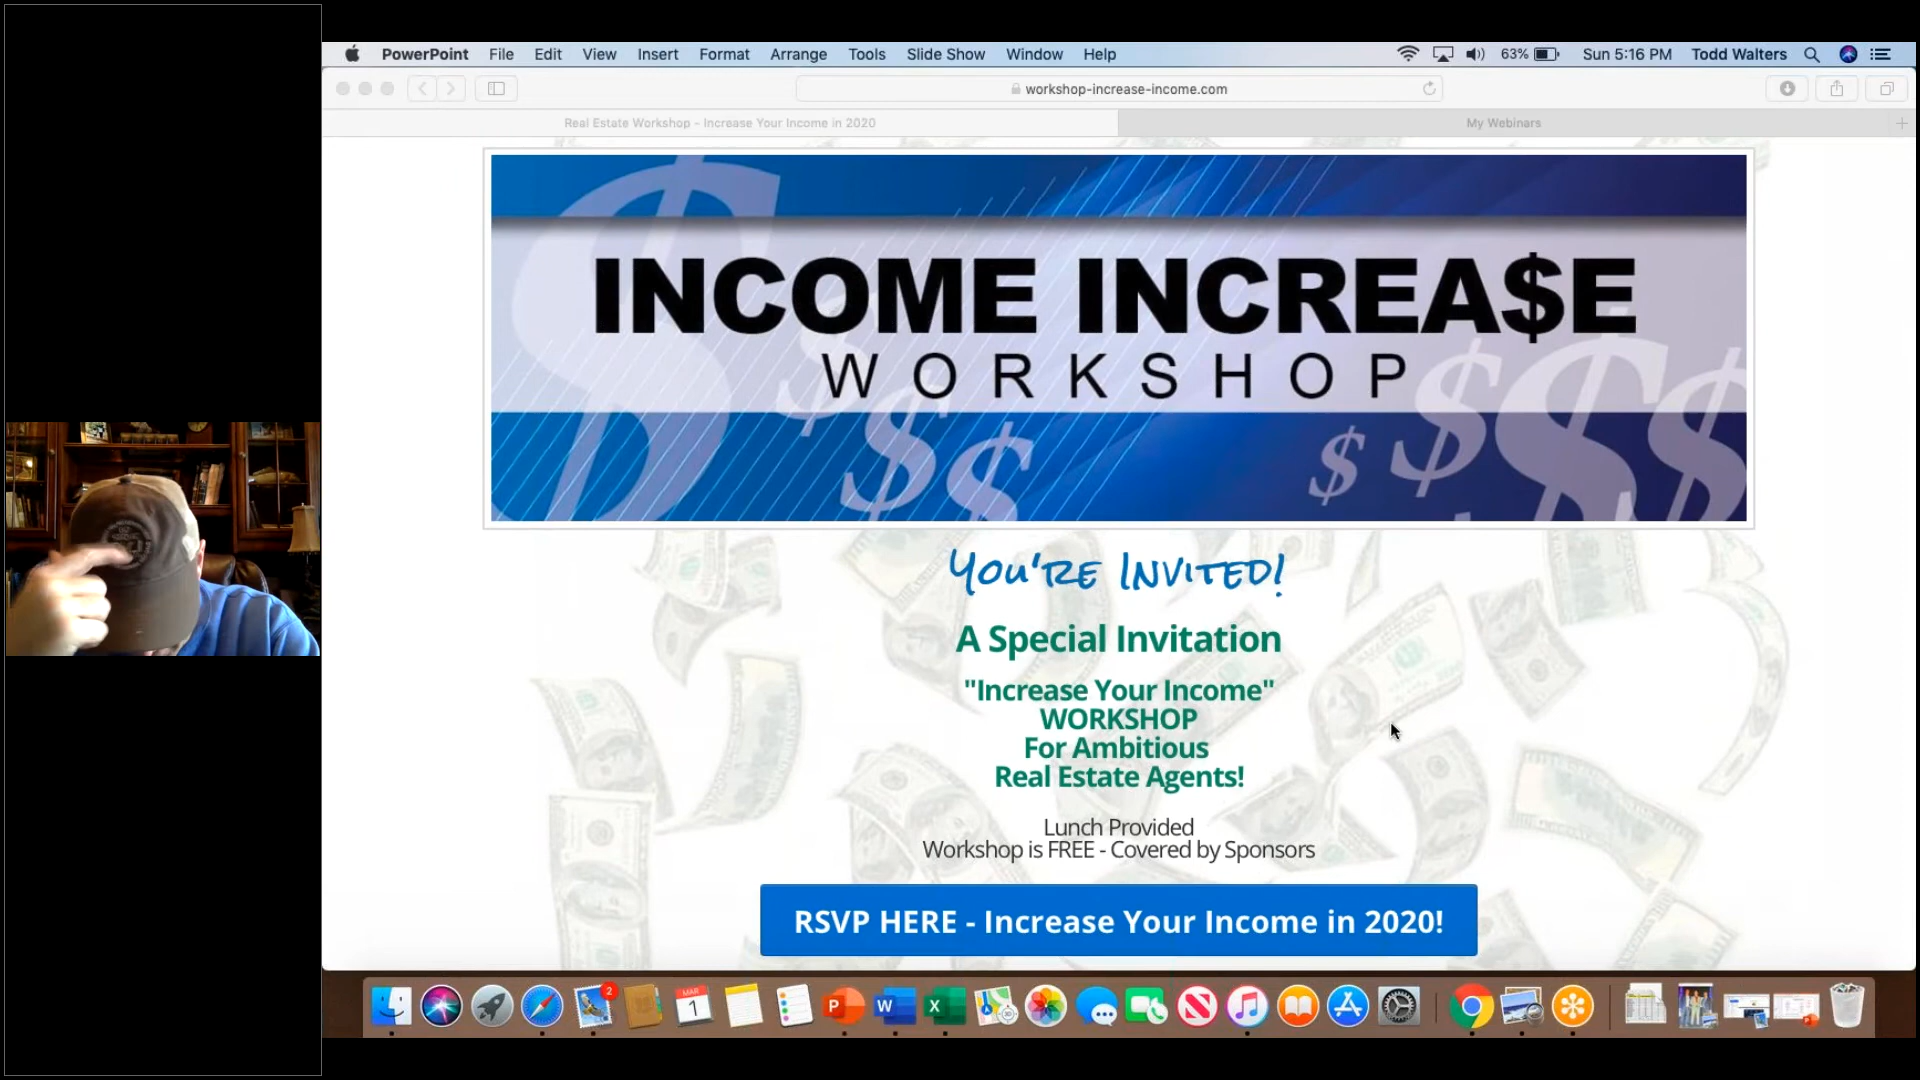 PowerPoint File Edit View Insert Format Arrange Tools Slide Show Window Help 63% Sun 5:16 PM Todd Walters
workshop-increase-income.com
Real Estate Workshop - Increase Your Income in 2020 My Webinars
INCOME INCREA$E
WORKSHOP
YOU'RE INVITED!
A Special Invitation
"Increase Your Income"
WORKSHOP
For Ambitious
Real Estate Agents!
Lunch Provided
Workshop is FREE - Covered by Sponsors
RSVP HERE - Increase Your Income in 2020!
2
MAR
1
P W X